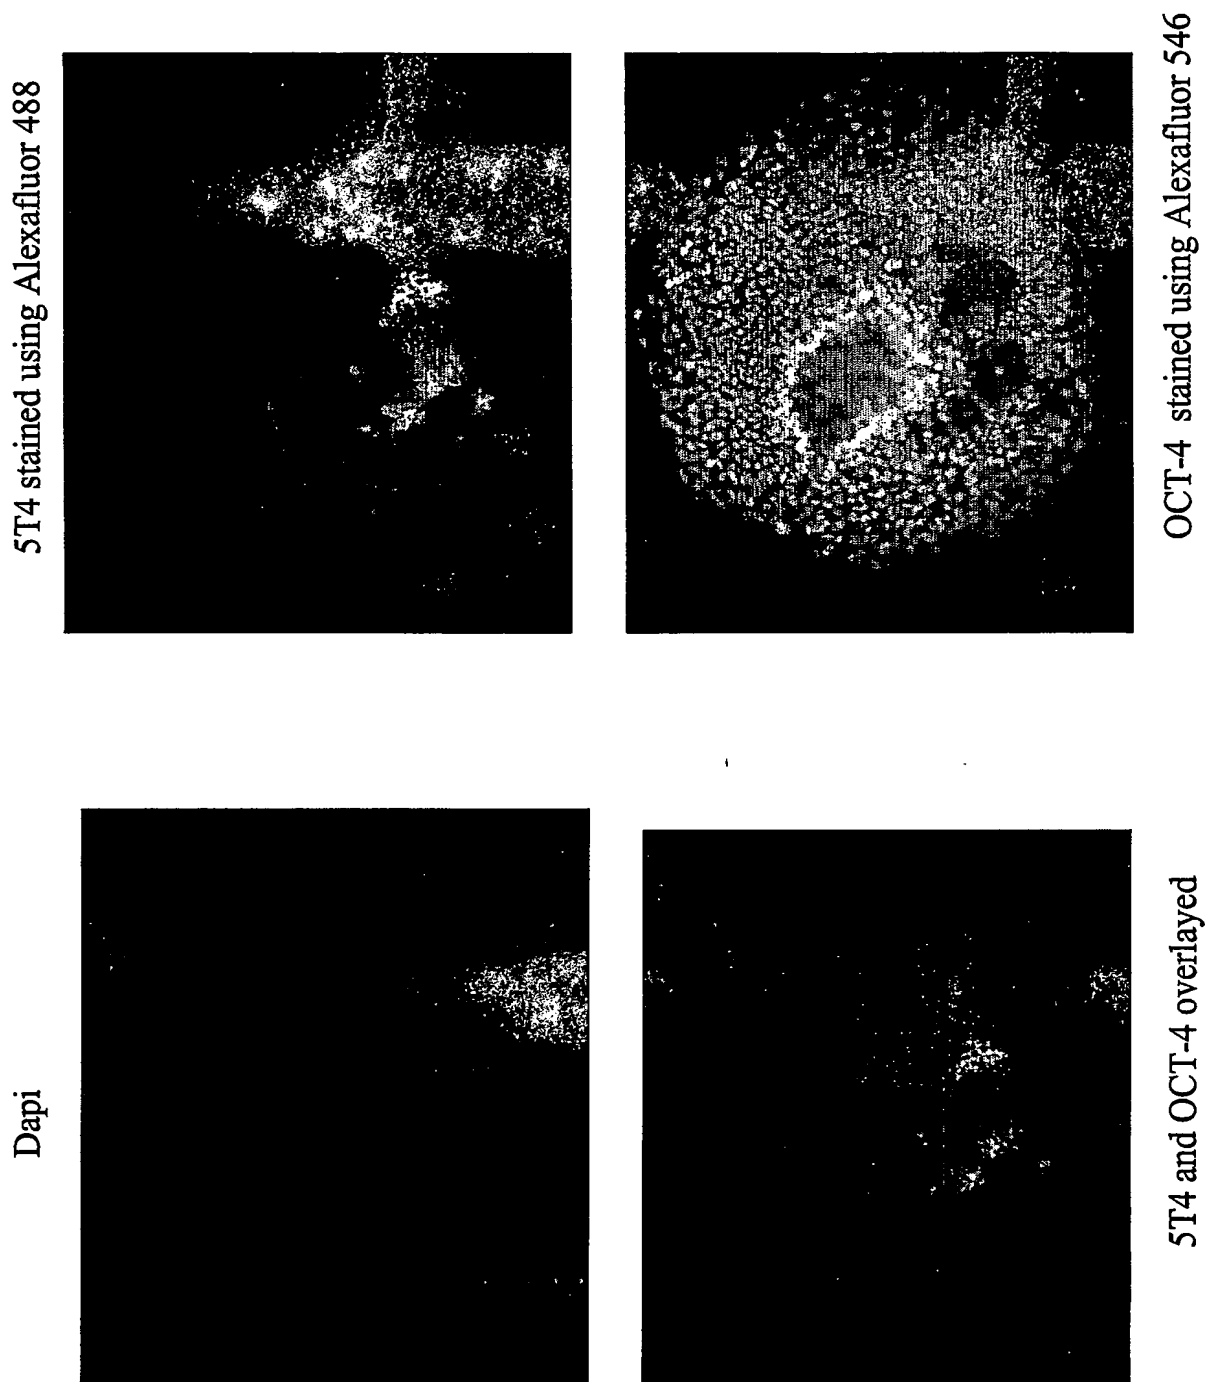 Dapi
5T4 stained using Alexafluor 488
5T4 and OCT-4 overlayed
OCT-4 stained using Alexafluor 546